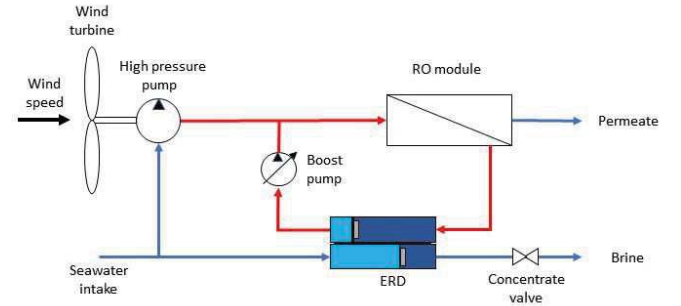 Wind
turbine
High pressure
pump
RO module
Wind
speed
Permeate
Boost
pump
Seawater
intake
ERD
Concentrate
valve
Brine